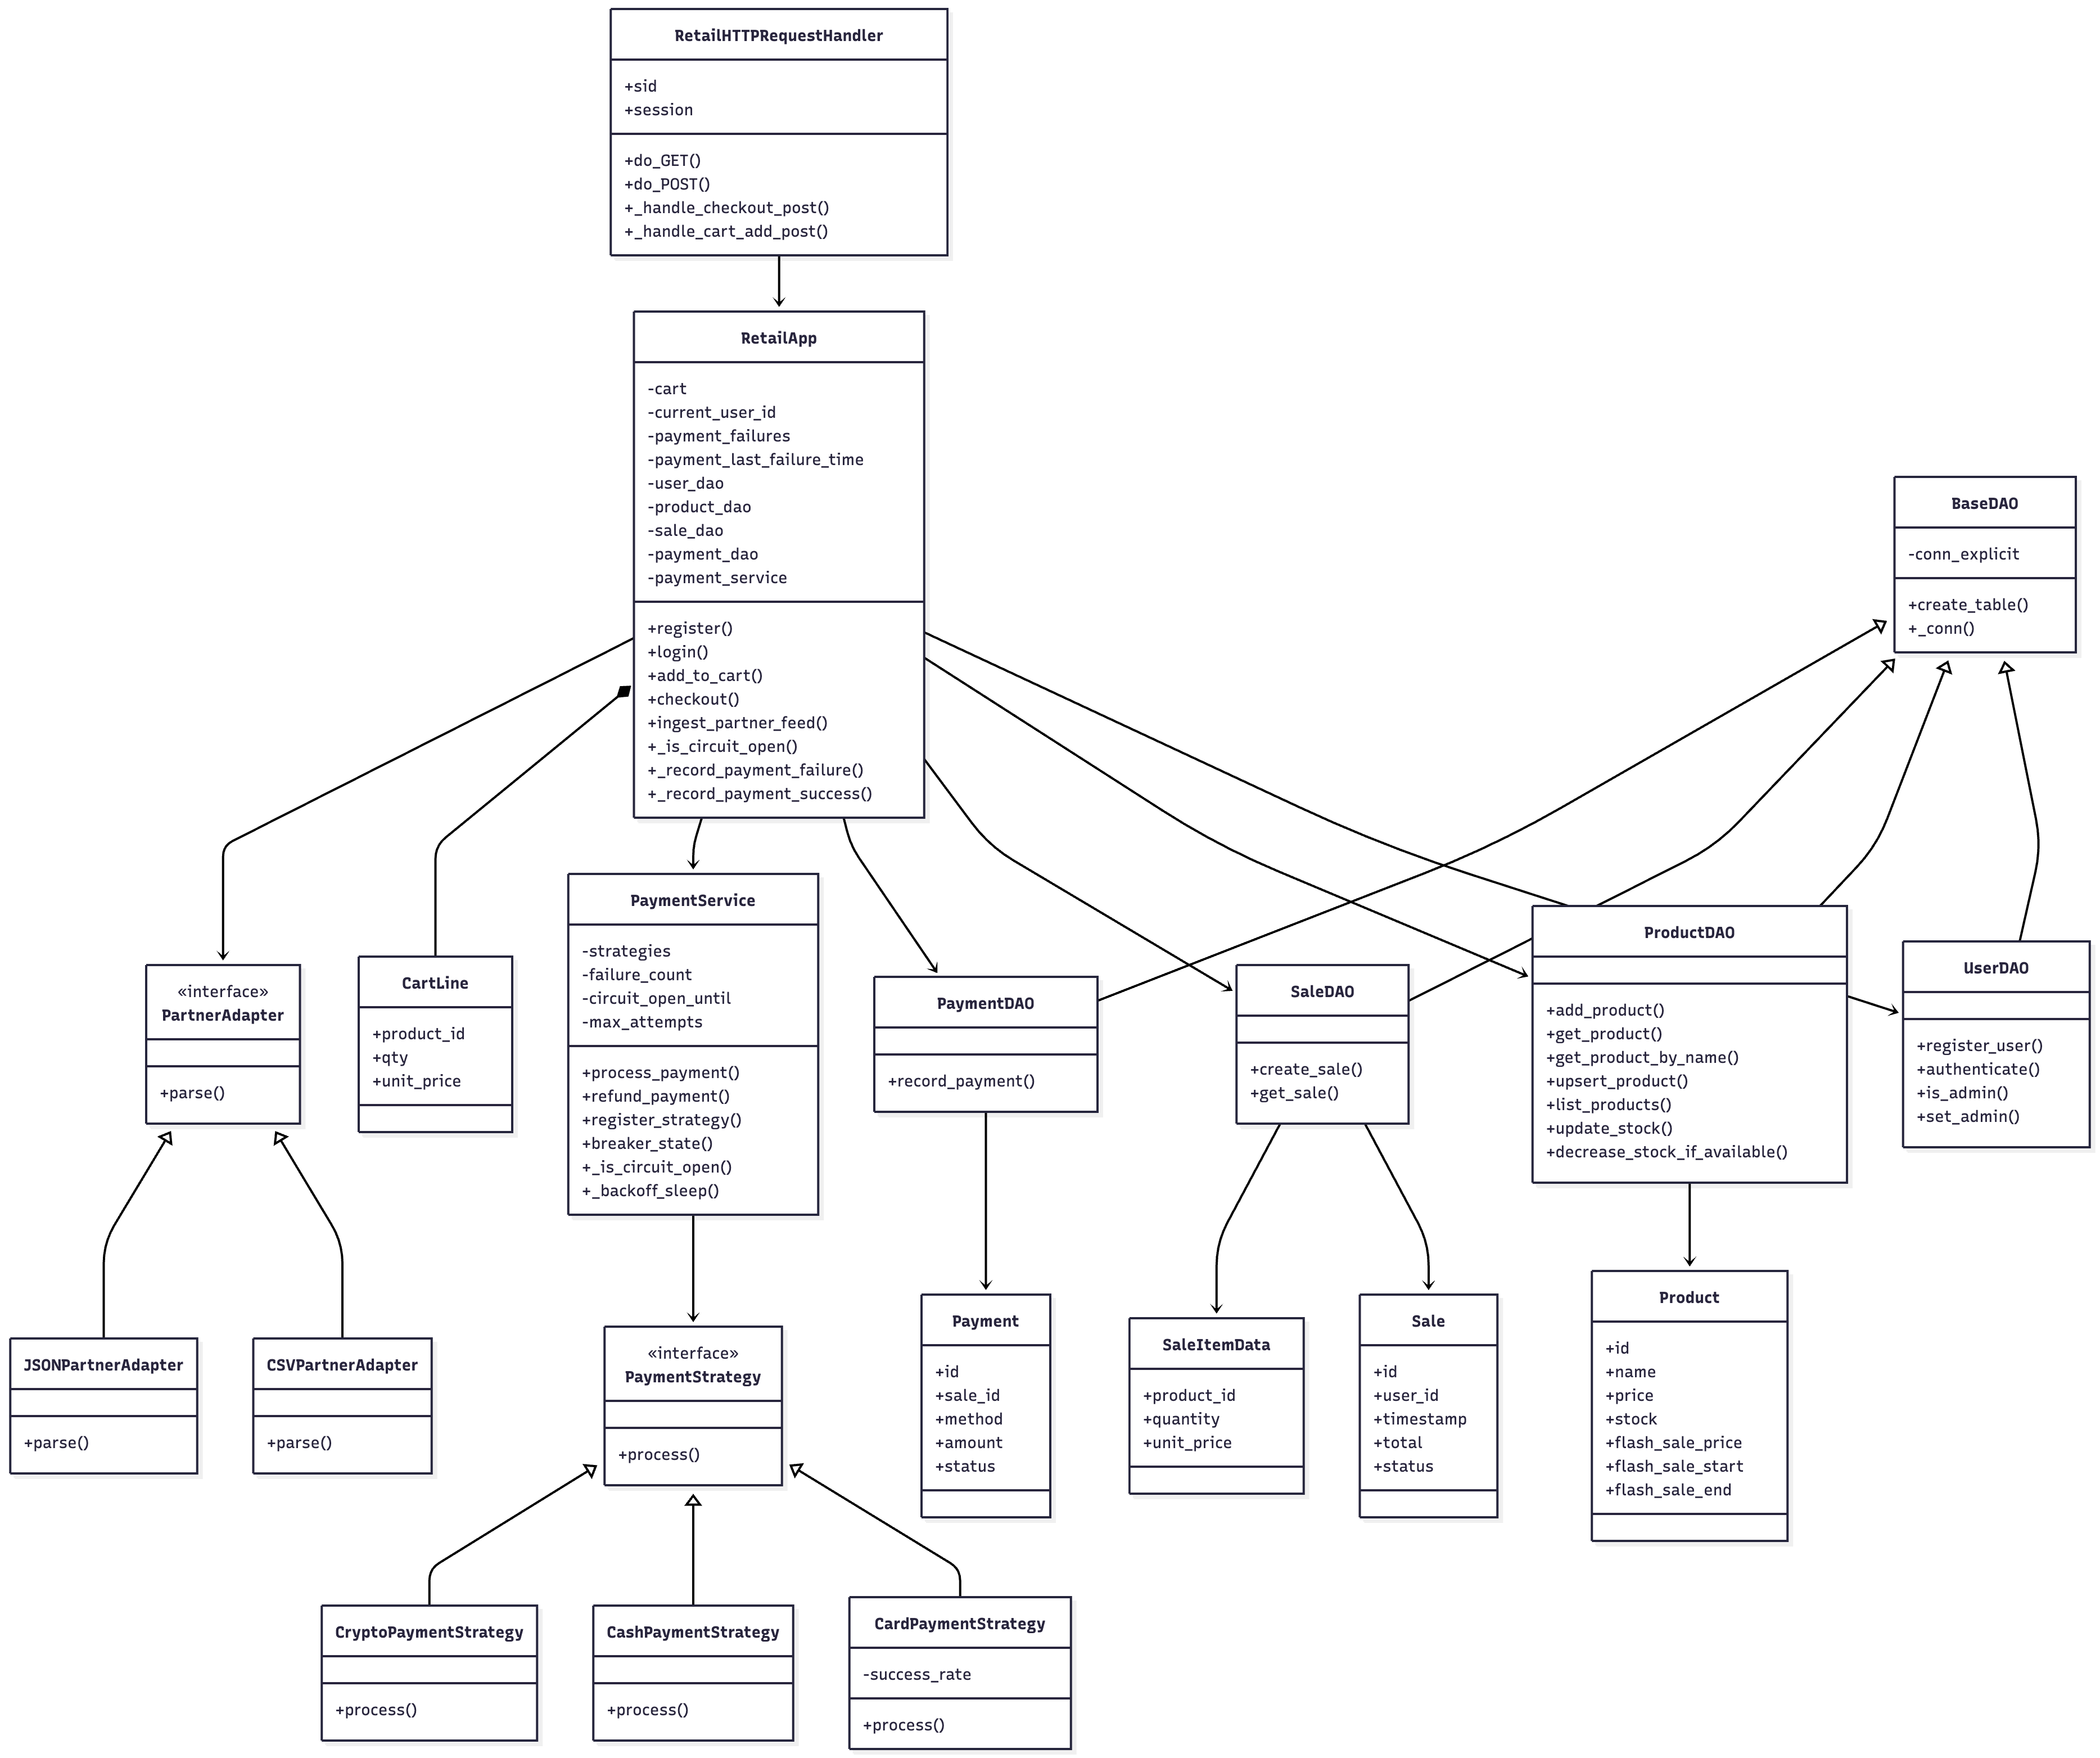 RetailHTTPRequestHandler
+sid
+session
+do_GET()
+do_POST()
+_handle_checkout_post()
+_handle_cart_add_post()
RetailApp
-cart
-current_user_id
-payment_failures
-payment_last_failure_time
-user_dao
-product_dao
-sale_dao
-payment_dao
-payment_service
+register()
+login()
+add_to_cart()
+checkout()
+ingest_partner_feed()
+_is_circuit_open()
+_record_payment_failure()
+_record_payment_success()
BaseDAO
-conn_explicit
+create_table()
+_conn()
«interface»
PartnerAdapter
+parse()
CartLine
+product_id
+qty
+unit_price
PaymentService
-strategies
-failure_count
-circuit_open_until
-max_attempts
+process_payment()
+refund_payment()
+register_strategy()
+breaker_state()
+_is_circuit_open()
+_backoff_sleep()
PaymentDAO
+record_payment()
SaleDAO
+create_sale()
+get_sale()
ProductDAO
+add_product()
+get_product()
+get_product_by_name()
+upsert_product()
+list_products()
+update_stock()
+decrease_stock_if_available()
UserDAO
+register_user()
+authenticate()
+is_admin()
+set_admin()
JSONPartnerAdapter
+parse()
CSVPartnerAdapter
+parse()
«interface»
PaymentStrategy
+process()
Payment
+id
+sale_id
+method
+amount
+status
SaleItemData
+product_id
+quantity
+unit_price
Sale
+id
+user_id
+timestamp
+total
+status
Product
+id
+name
+price
+stock
+flash_sale_price
+flash_sale_start
+flash_sale_end
CryptoPaymentStrategy
+process()
CashPaymentStrategy
+process()
CardPaymentStrategy
-success_rate
+process()